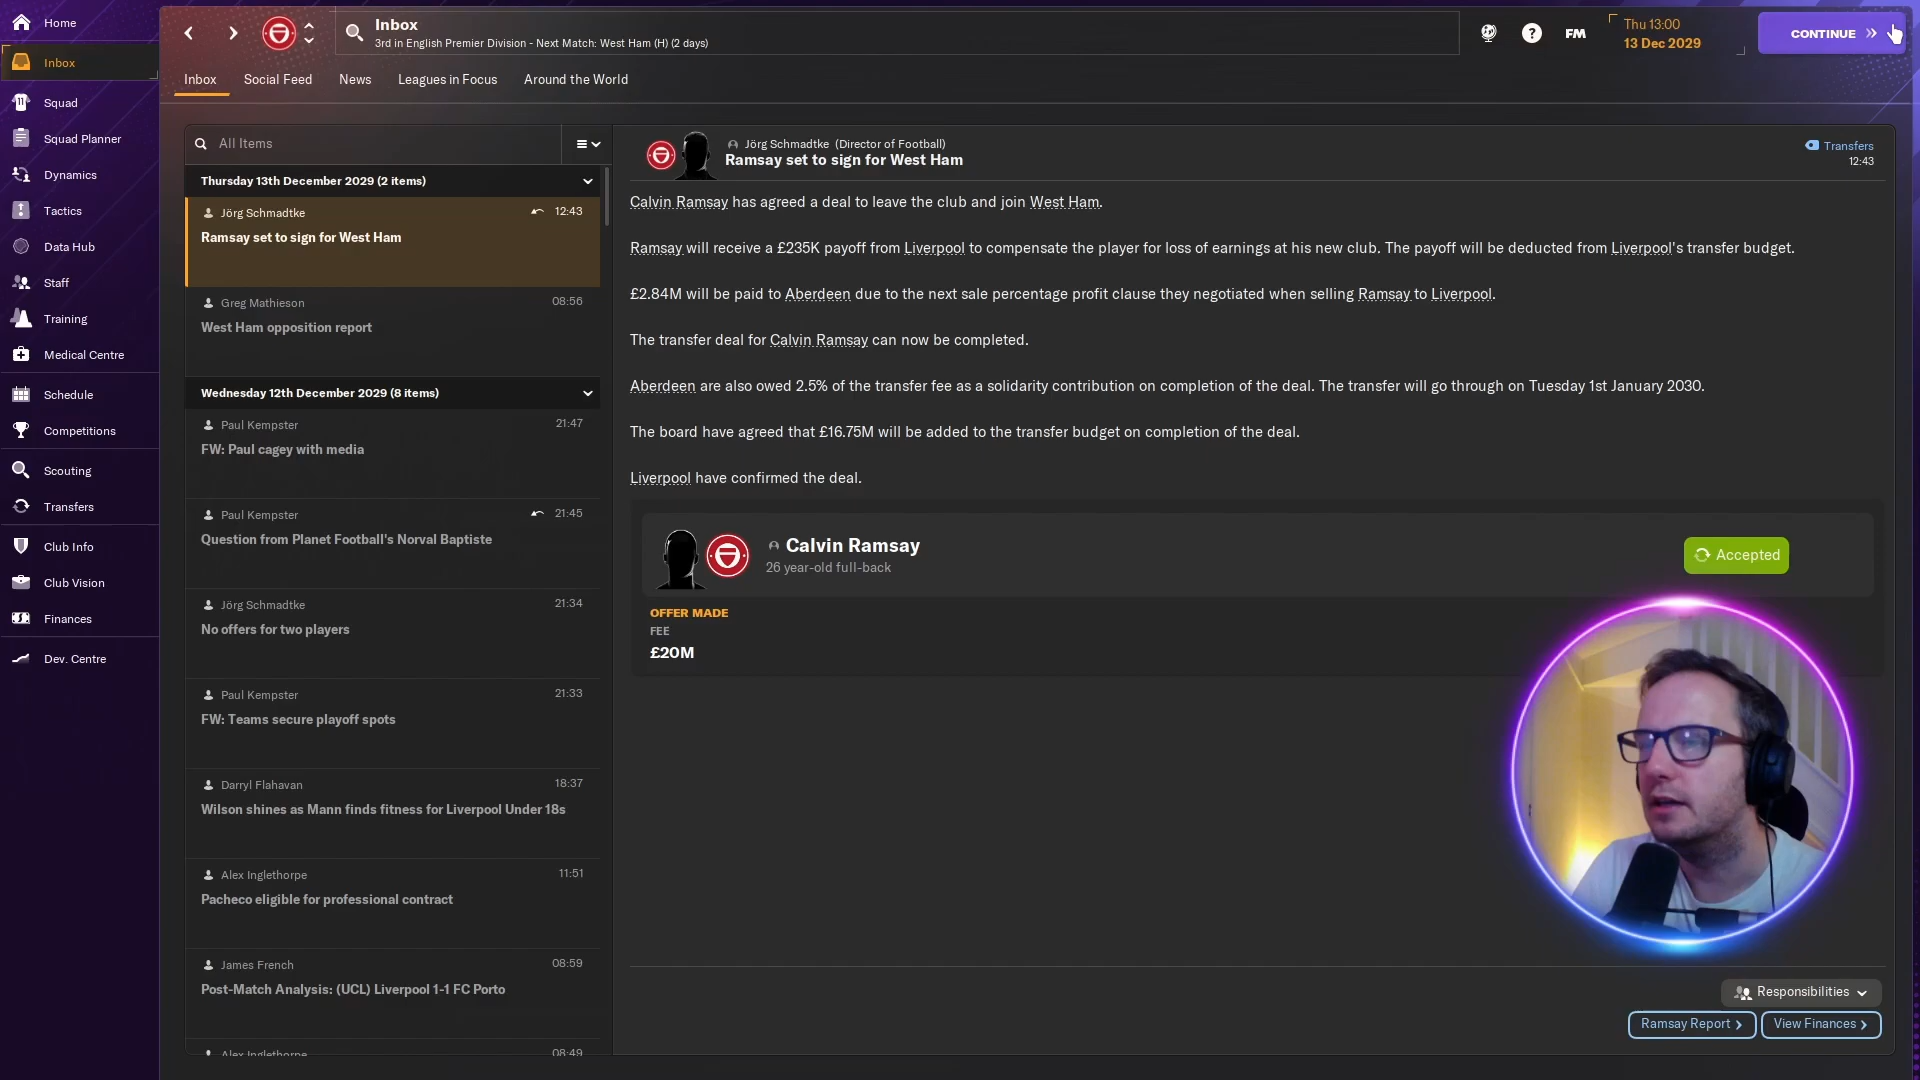 Home
Inbox
Squad
Squad Planner
Dynamics
Tactics
Data Hub
Staff
Training
Medical Centre
Schedule
Competitions
Scouting
Transfers
Club Info
Club Vision
Finances
Dev. Centre
Inbox
3rd in English Premier Division - Next Match: West Ham (H) (2 days)
FM
Thu 13:00
13 Dec 2029
CONTINUE
Inbox
Social Feed
News
Leagues in Focus
Around the World
All Items
Thursday 13th December 2029 (2 items)
Jörg Schmadtke 12:43
Ramsay set to sign for West Ham
Greg Mathieson 08:56
West Ham opposition report
Wednesday 12th December 2029 (8 items)
Paul Kempster 21:47
FW: Paul cagey with media
Paul Kempster 21:45
Question from Planet Football's Norval Baptiste
Jörg Schmadtke 21:34
No offers for two players
Paul Kempster 21:33
FW: Teams secure playoff spots
Darryl Flahavan 18:37
Wilson shines as Mann finds fitness for Liverpool Under 18s
Alex Inglethorpe 11:51
Pacheco eligible for professional contract
James French 08:59
Post-Match Analysis: (UCL) Liverpool 1-1 FC Porto
Alex Inglethorpe 08:49
Jörg Schmadtke (Director of Football)
Ramsay set to sign for West Ham
Transfers
12:43
Calvin Ramsay has agreed a deal to leave the club and join West Ham.
Ramsay will receive a £235K payoff from Liverpool to compensate the player for loss of earnings at his new club. The payoff will be deducted from Liverpool's transfer budget.
£2.84M will be paid to Aberdeen due to the next sale percentage profit clause they negotiated when selling Ramsay to Liverpool.
The transfer deal for Calvin Ramsay can now be completed.
Aberdeen are also owed 2.5% of the transfer fee as a solidarity contribution on completion of the deal. The transfer will go through on Tuesday 1st January 2030.
The board have agreed that £16.75M will be added to the transfer budget on completion of the deal.
Liverpool have confirmed the deal.
Calvin Ramsay
26 year-old full-back
Accepted
OFFER MADE
FEE
£20M
Responsibilities
Ramsay Report
View Finances